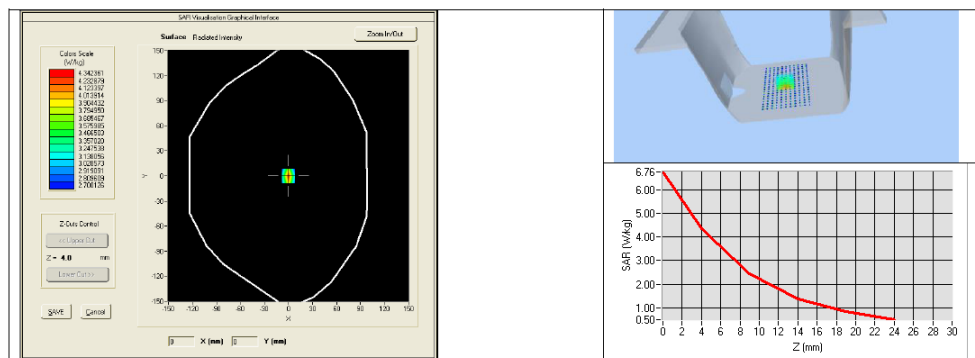 SAR Visualisation Graphical Interface
Surface Radiated Intensity
Zoom In/Out
Colors Scale
(W/kg)
4.342361
4.232879
4.123397
4.013914
3.904432
3.794950
3.685467
3.575985
3.466503
3.357020
3.247538
3.138056
3.028573
2.919091
2.809609
2.700126
150
120
90
60
30
0
-30
-60
-90
-120
-150
Y
-150 -120 -90 -60 -30 0 30 60 90 120 150
X
Z-Cuts Control
<< Upper Cut
Z = 4.0 mm
Lower Cut >>
SAVE Cancel
0 X (mm) 0 Y (mm)
6.76
6.00
5.00
4.00
3.00
2.00
1.00
0.50
SAR (W/kg)
0 2 4 6 8 10 12 14 16 18 20 22 24 26 28 30
Z (mm)